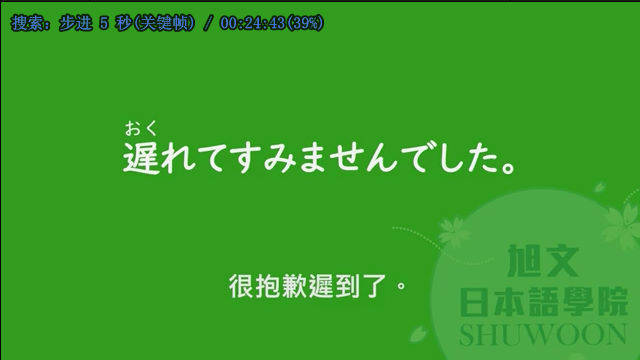 搜索: 步进 5 秒(关键帧) / 00:24:43(39%)
おく
遅れてすみませんでした。
很抱歉遲到了。
旭文
日本語學院
SHUWOON